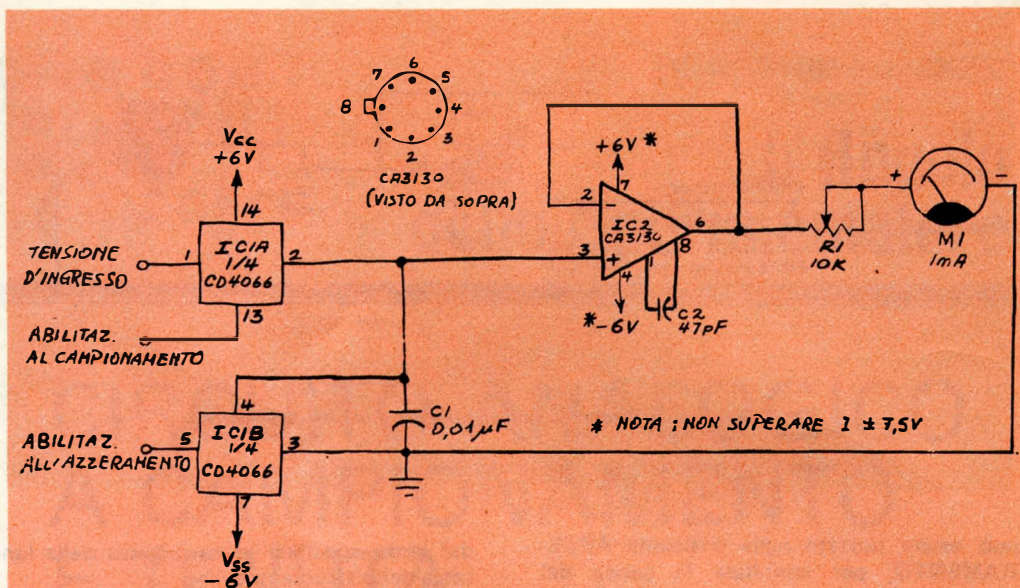 7
6
5
8
4
1
2
3
CA3130
(VISTO DA SOPRA)
VCC
+6V
14
TENSIONE
D'INGRESSO
1
IC1A
1/4
CD4066
2
13
ABILITAZ.
AL CAMPIONAMENTO
+6V *
7
2
-
IC2
CA3130
6
3
+
8
1
4
* -6V
C2
47pF
R1
10K
+
-
M1
1mA
4
ABILITAZ.
ALL'AZZERAMENTO
5
IC1B
1/4
CD4066
3
7
VSS
-6V
C1
0,01µF
* NOTA ; NON SUPERARE I ± 7,5V